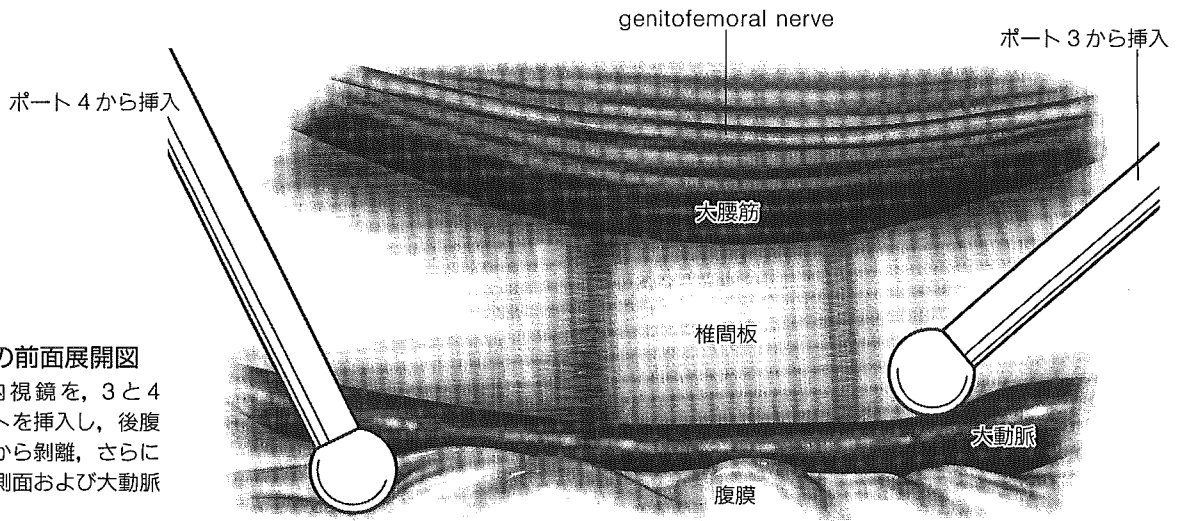 genitofemoral nerve
ポート 3 から挿入
ポート 4 から挿入
大腰筋
椎間板
大動脈
腹膜
の前面展開図
内視鏡を，3と4
トを挿入し，後腹
から剝離，さらに
側面および大動脈